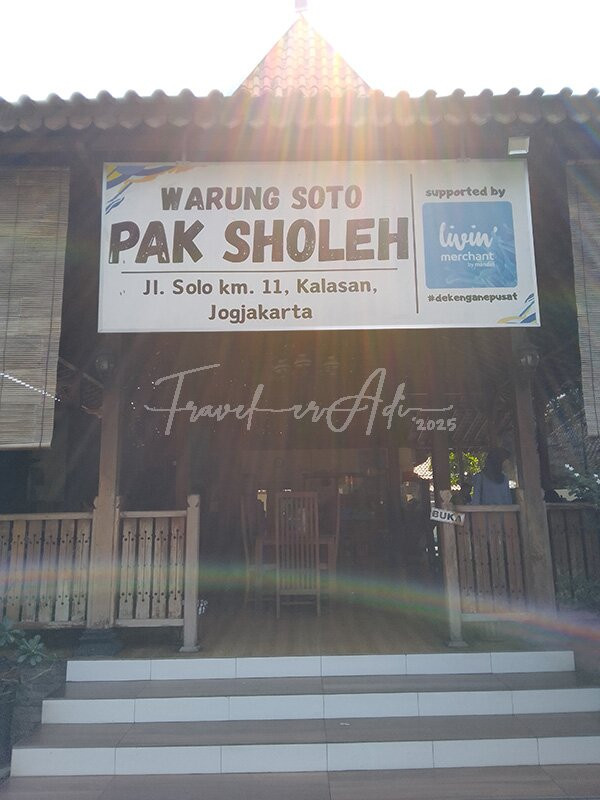 WARUNG SOTO
PAK SHOLEH
Jl. Solo km. 11, Kalasan,
Jogjakarta
supported by
livin'
merchant
by mandiri
#dekenganepusat
TravelerAdi
2025
BUKA